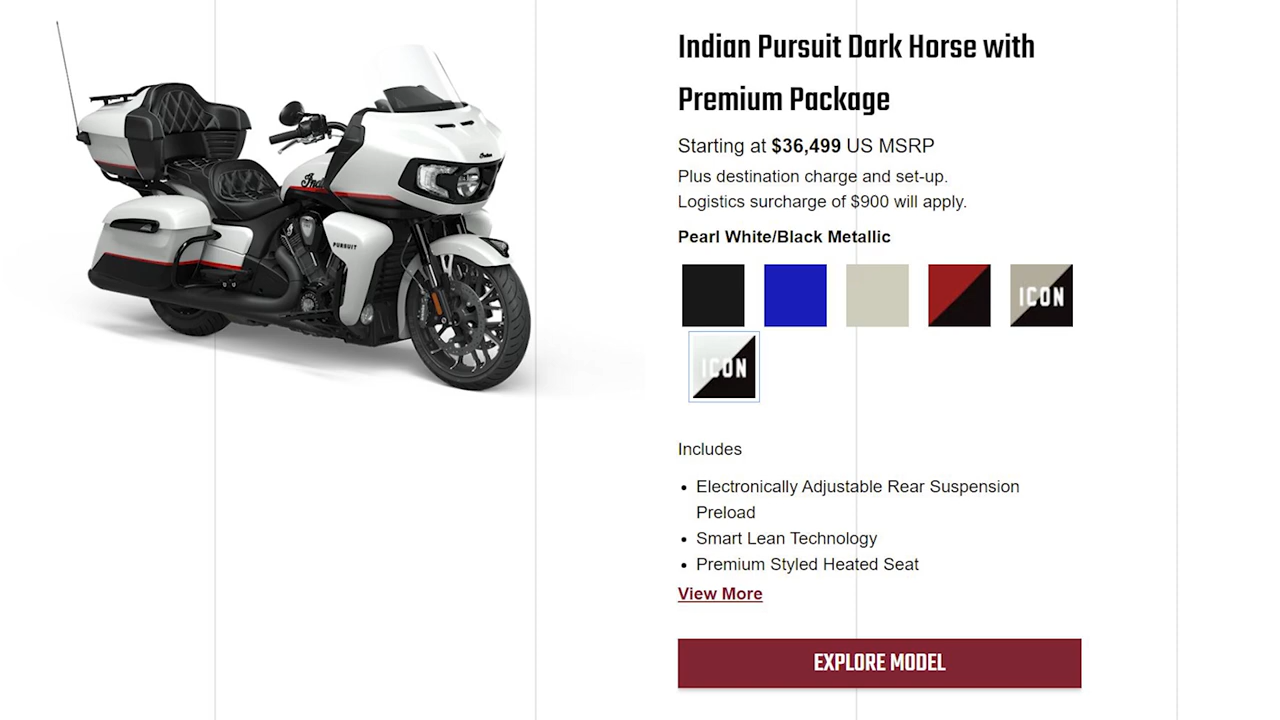 Indian Pursuit Dark Horse with
Premium Package
Starting at $36,499 US MSRP
Plus destination charge and set-up.
Logistics surcharge of $900 will apply.
Pearl White/Black Metallic
ICON
ICON
Includes
Electronically Adjustable Rear Suspension
Preload
Smart Lean Technology
Premium Styled Heated Seat
View More
EXPLORE MODEL
Indian
PURSUIT